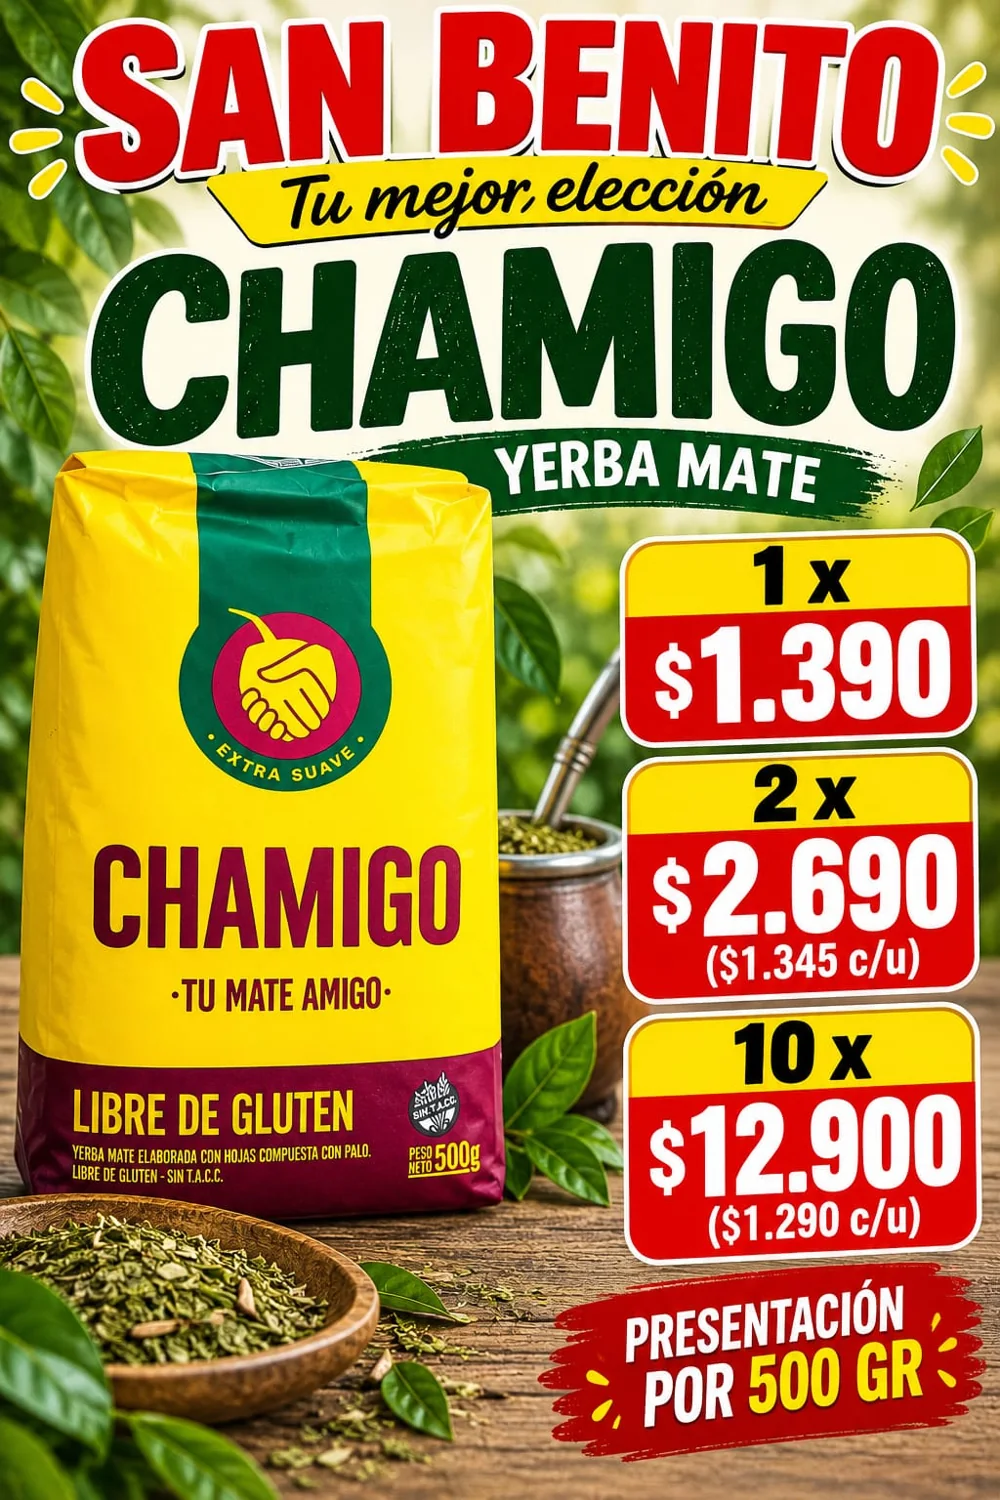 SAN BENITO
Tu mejor, elección
CHAMIGO
YERBA MATE
1 x
$1.390
2 x
$2.690
($1.345 c/u)
10 x
$12.900
($1.290 c/u)
PRESENTACIÓN
POR 500 GR
• EXTRA SUAVE •
CHAMIGO
·TU MATE AMIGO·
LIBRE DE GLUTEN
YERBA MATE ELABORADA CON HOJAS COMPUESTA CON PALO.
LIBRE DE GLUTEN - SIN T.A.C.C.
SIN T.A.C.C.
PESO
NETO 500g